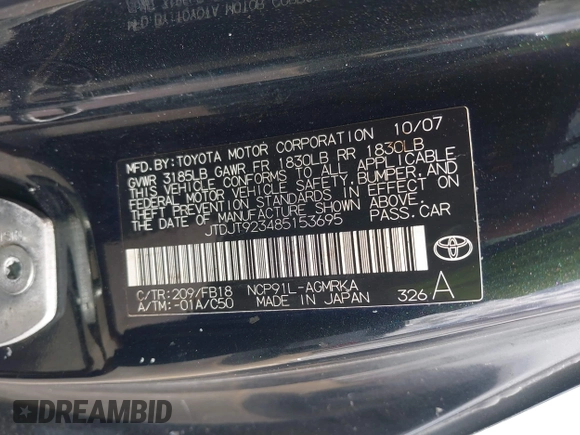 MFD.BY:TOYOTA MOTOR CORPORATION 10/07
GVWR 3185LB GAWR FR 1830LB RR 1830LB
THIS VEHICLE CONFORMS TO ALL APPLICABLE
FEDERAL MOTOR VEHICLE SAFETY,BUMPER,AND
THEFT PREVENTION STANDARDS IN EFFECT ON
THE DATE OF MANUFACTURE SHOWN ABOVE.
JTDJT923485153695 PASS.CAR
C/TR:209/FB18 NCP91L-AGMRKA
A/TM:-01A/C50 MADE IN JAPAN 326 A
TOYOTA
DREAMBID